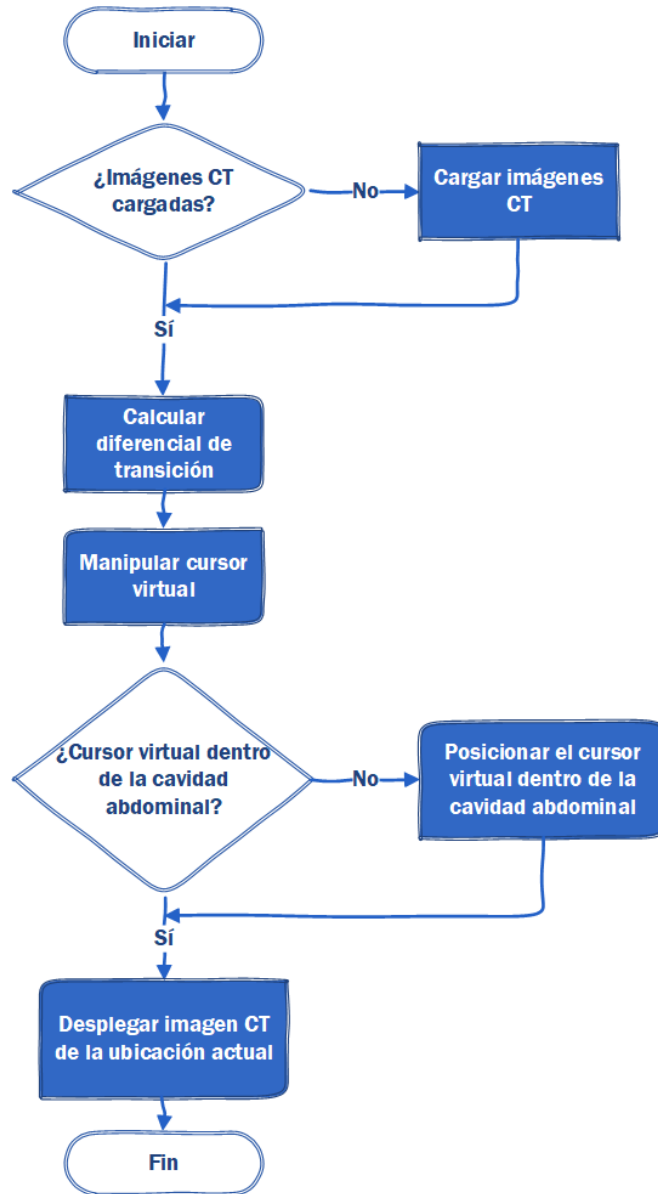 Iniciar
¿Imágenes CT
cargadas?
No
Cargar imágenes
CT
Sí
Calcular
diferencial de
transición
Manipular cursor
virtual
¿Cursor virtual dentro
de la cavidad
abdominal?
No
Posicionar el cursor
virtual dentro de la
cavidad abdominal
Sí
Desplegar imagen CT
de la ubicación actual
Fin